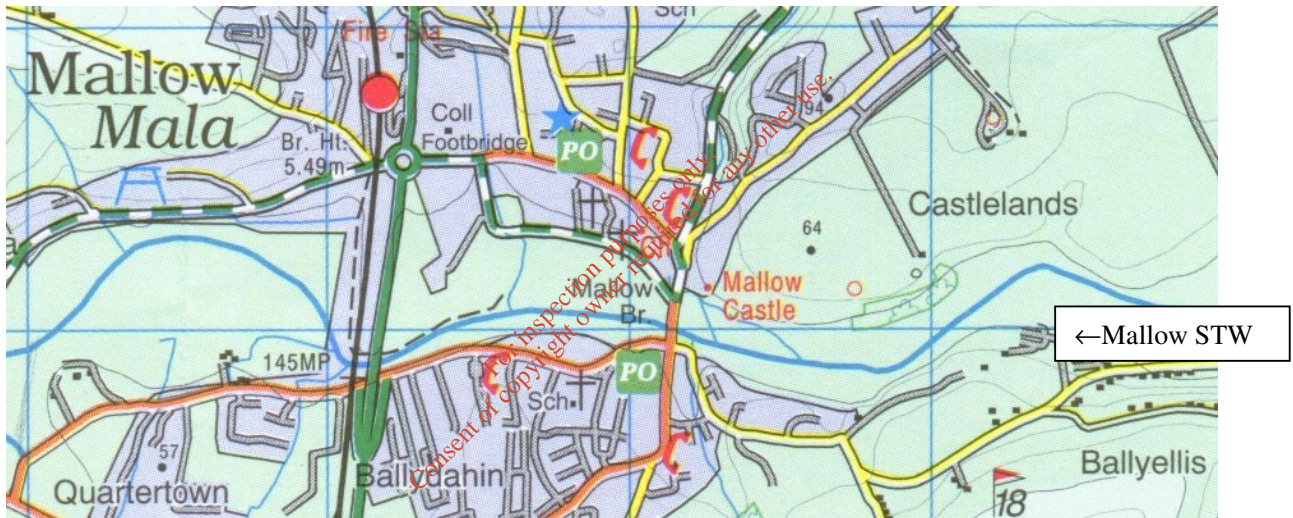 Sch
Fire Sta
Mallow
Mala
Coll
Footbridge
Br. Ht.
5.49m
PO
94
Castlelands
64
Mallow
Br.
Mallow
Castle
←Mallow STW
145MP
PO
Sch
57
Quartertown
Ballydahin
Ballyellis
18
For inspection purposes only.
Consent of copyright owner required for any other use.